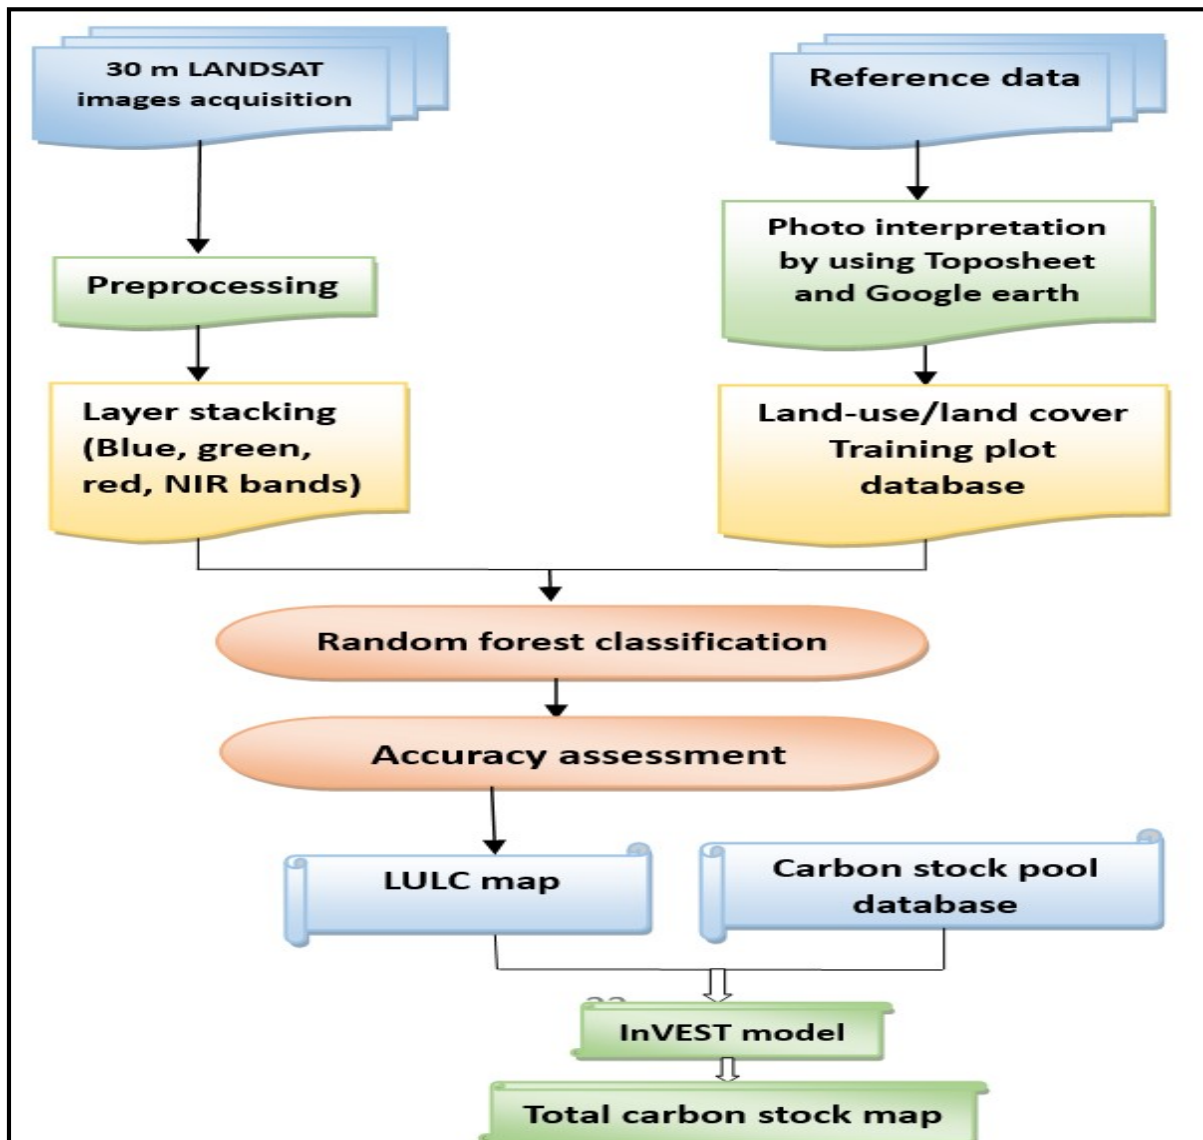 30 m LANDSAT
images acquisition
Reference data
Photo interpretation
by using Toposheet
and Google earth
Preprocessing
Layer stacking
(Blue, green,
red, NIR bands)
Land-use/land cover
Training plot
database
Random forest classification
Accuracy assessment
LULC map
Carbon stock pool
database
InVEST model
Total carbon stock map